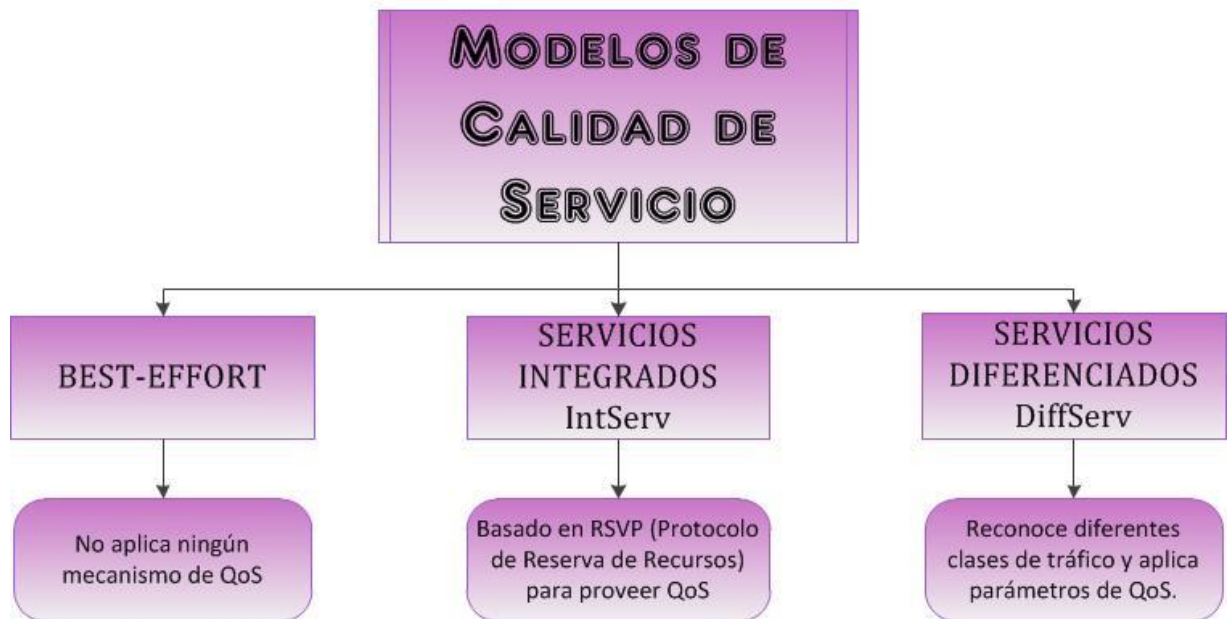 MODELOS DE
CALIDAD DE
SERVICIO
BEST-EFFORT
SERVICIOS
INTEGRADOS
IntServ
SERVICIOS
DIFERENCIADOS
DiffServ
No aplica ningún
mecanismo de QoS
Basado en RSVP (Protocolo
de Reserva de Recursos)
para proveer QoS
Reconoce diferentes
clases de tráfico y aplica
parámetros de QoS.